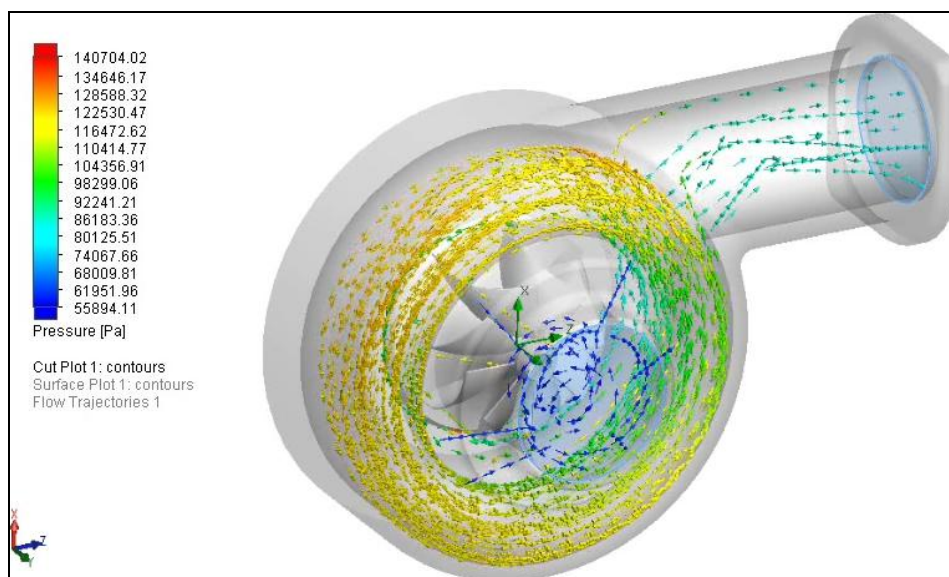 140704.02
134646.17
128588.32
122530.47
116472.62
110414.77
104356.91
98299.06
92241.21
86183.36
80125.51
74067.66
68009.81
61951.96
55894.11
Pressure [Pa]
Cut Plot 1: contours
Surface Plot 1: contours
Flow Trajectories 1
X
Z
X
Z
Y